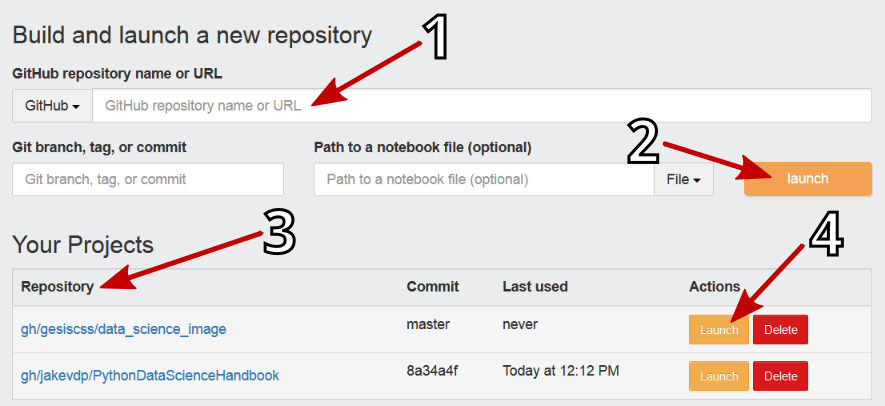 Build and launch a new repository
1
GitHub repository name or URL
GitHub GitHub repository name or URL
Git branch, tag, or commit Path to a notebook file (optional)
2
Git branch, tag, or commit Path to a notebook file (optional) File launch
Your Projects
3
4
Repository Commit Last used Actions
gh/gesiscss/data_science_image master never Launch Delete
gh/jakevdp/PythonDataScienceHandbook 8a34a4f Today at 12:12 PM Launch Delete